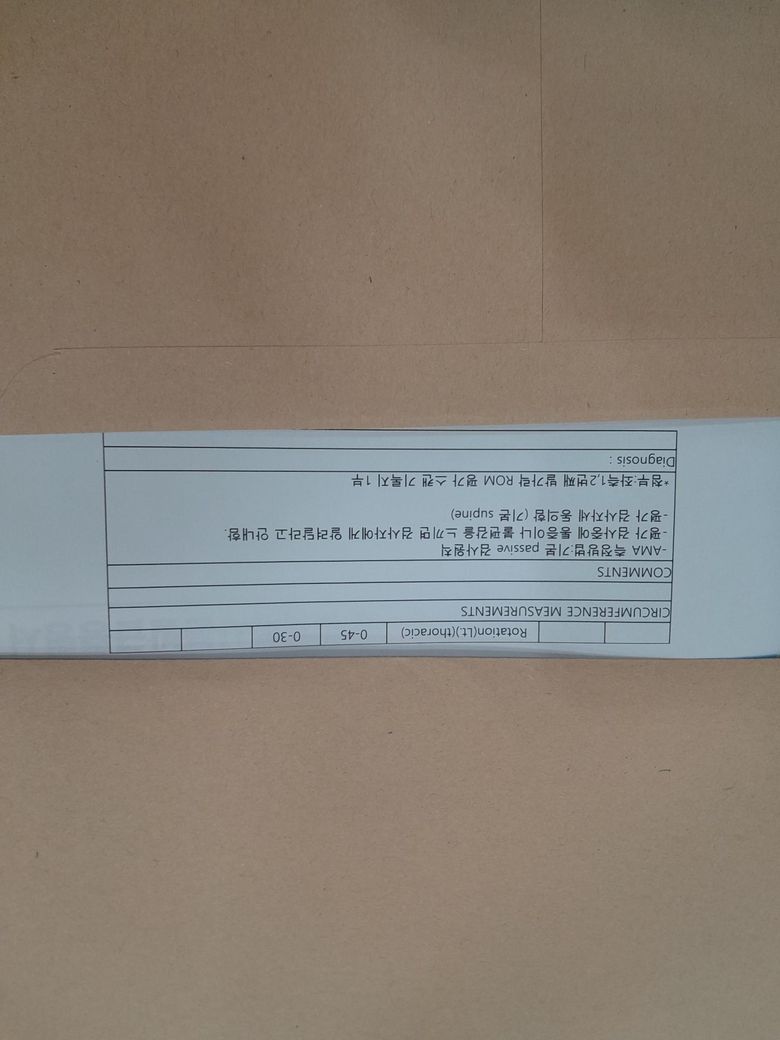 Rotation(Lt.)(thoracic) 0-45 0-30
CIRCUMFERENCE MEASUREMENTS
COMMENTS
-AMA 측정방법:기본 passive 검사원칙
-평가 검사중에 통증이나 불편감을 느끼면 검사자에게 알려달라고 안내함.
-평가 검사자세 동의함 (기본 supine)
*첨부:좌측1,2번째 발가락 ROM 평가 스캔 기록지 1부
Diagnosis :